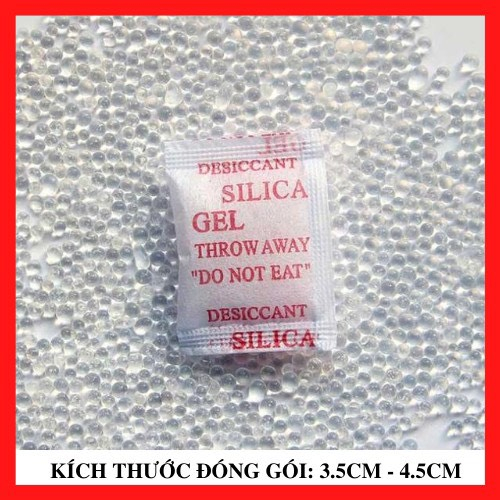 DESICCANT
SILICA
GEL
THROW AWAY
"DO NOT EAT"
DESICCANT
SILICA
KÍCH THƯỚC ĐÓNG GÓI: 3.5CM - 4.5CM